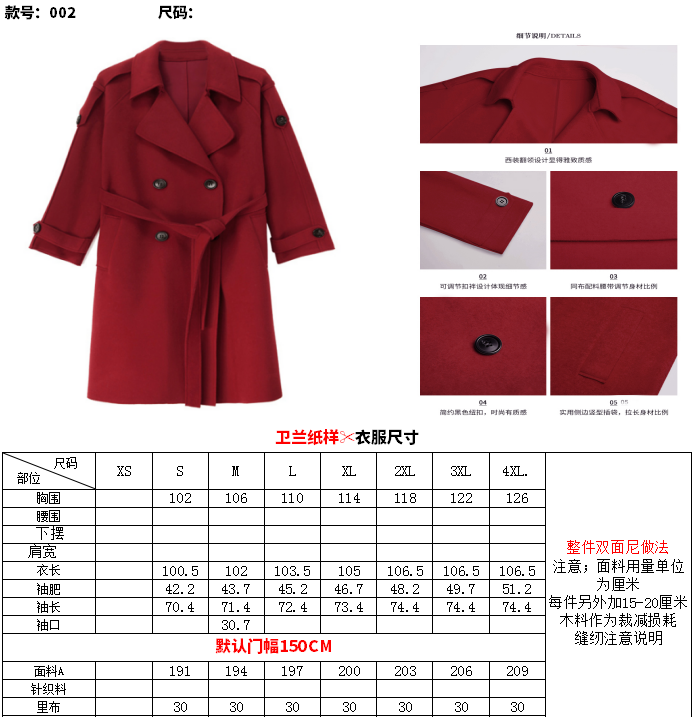 款号：002 尺码：
细节说明/DETAILS
01
西装翻领设计显得雅致质感
02 03
可调节扣袢设计体现细节感 同布配料腰带调节身材比例
04 05
简约黑色纽扣，时尚有质感 实用侧边竖型插袋，拉长身材比例
卫兰纸样✂衣服尺寸
尺码 部位 XS S M L XL 2XL 3XL 4XL.
胸围 102 106 110 114 118 122 126
腰围
下摆
肩宽
衣长 100.5 102 103.5 105 106.5 106.5 106.5
袖肥 42.2 43.7 45.2 46.7 48.2 49.7 51.2
袖长 70.4 71.4 72.4 73.4 74.4 74.4 74.4
袖口 30.7
默认门幅150CM
面料A 191 194 197 200 203 206 209
针织料
里布 30 30 30 30 30 30 30
整件双面尼做法
注意；面料用量单位
为厘米
每件另外加15-20厘米
木料作为裁减损耗
缝纫注意说明